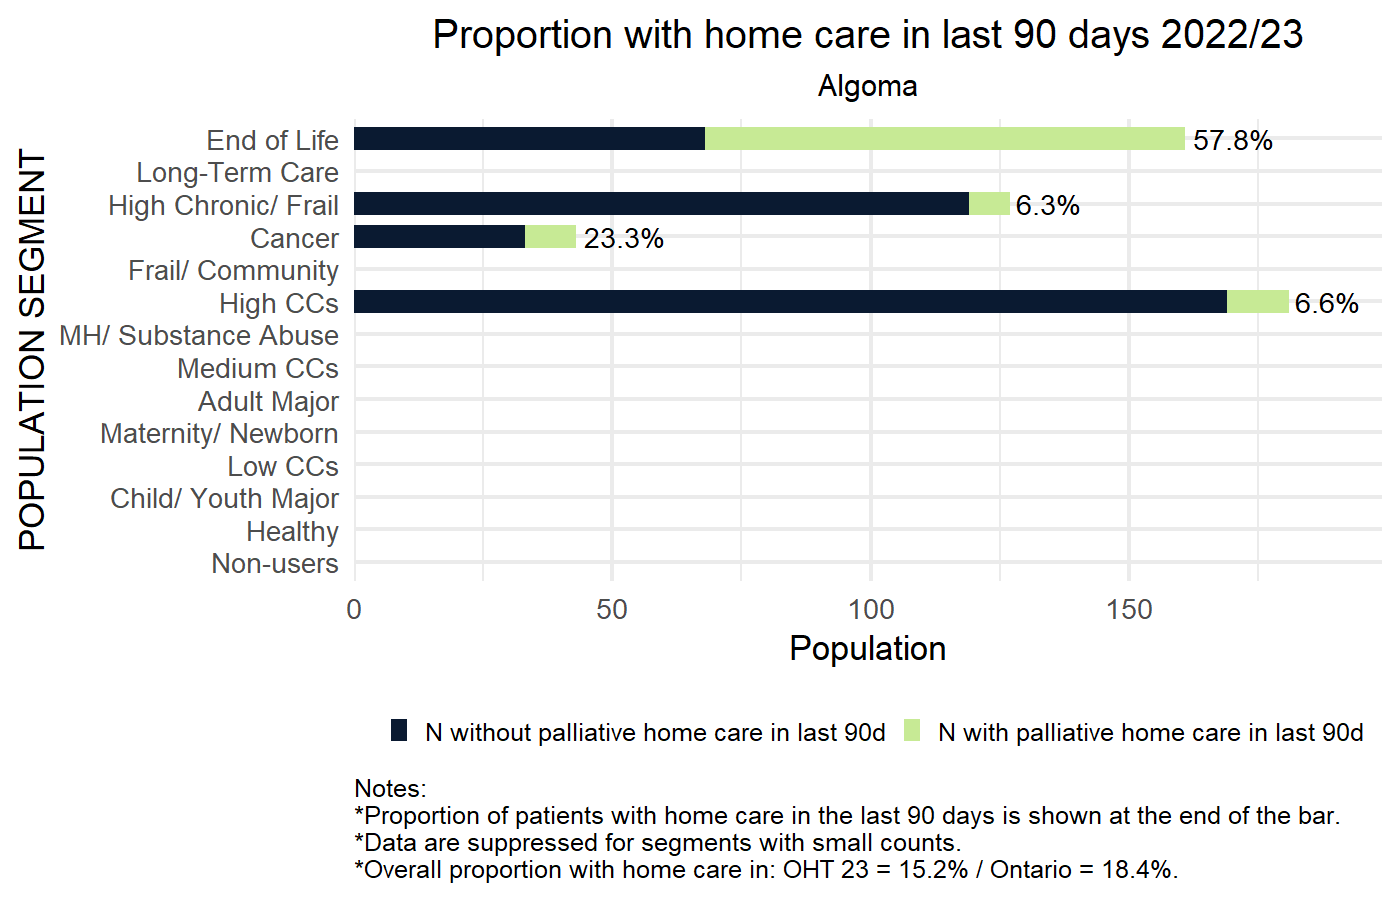 Proportion with home care in last 90 days 2022/23
Algoma
POPULATION SEGMENT
End of Life 57.8%
Long-Term Care
High Chronic/ Frail 6.3%
Cancer 23.3%
Frail/ Community
High CCs 6.6%
MH/ Substance Abuse
Medium CCs
Adult Major
Maternity/ Newborn
Low CCs
Child/ Youth Major
Healthy
Non-users
0 50 100 150
Population
N without palliative home care in last 90d N with palliative home care in last 90d
Notes:
*Proportion of patients with home care in the last 90 days is shown at the end of the bar.
*Data are suppressed for segments with small counts.
*Overall proportion with home care in: OHT 23 = 15.2% / Ontario = 18.4%.